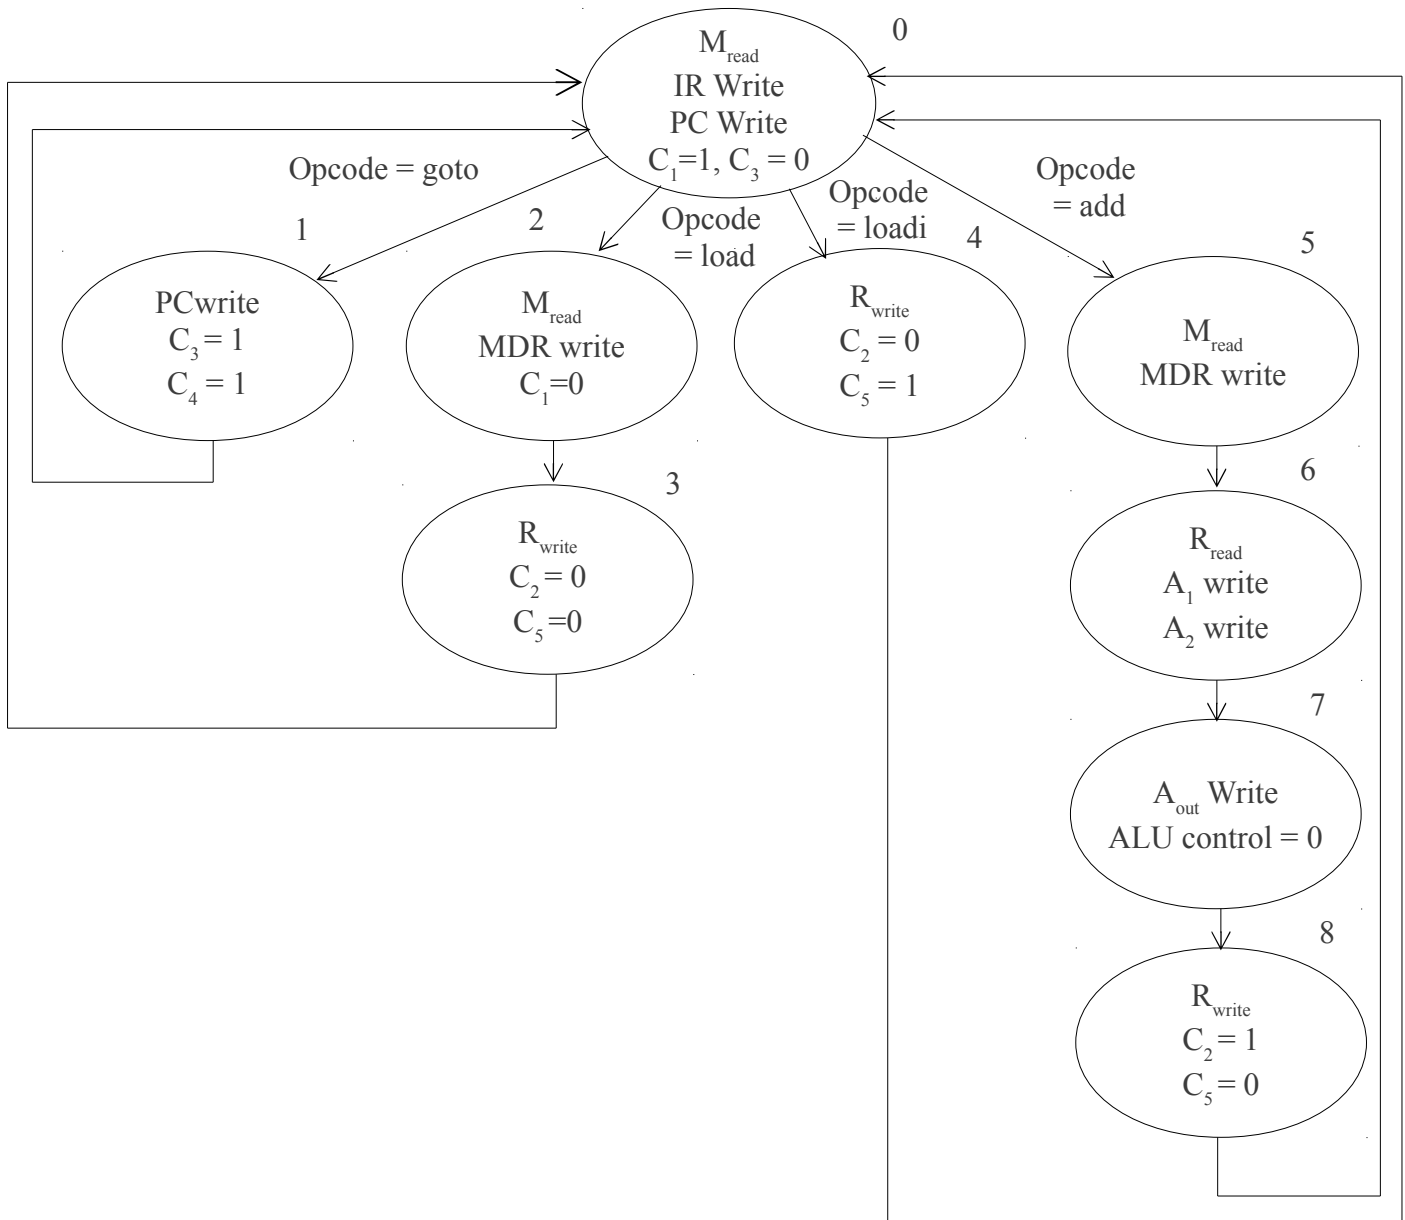 0
M_read
IR Write
PC Write
C_1=1, C_3 = 0
Opcode = goto
Opcode
= load
Opcode
= loadi
Opcode
= add
1
PCwrite
C_3 = 1
C_4 = 1
2
M_read
MDR write
C_1=0
4
R_write
C_2 = 0
C_5 = 1
5
M_read
MDR write
3
R_write
C_2 = 0
C_5 =0
6
R_read
A_1 write
A_2 write
7
A_out Write
ALU control = 0
8
R_write
C_2 = 1
C_5 = 0